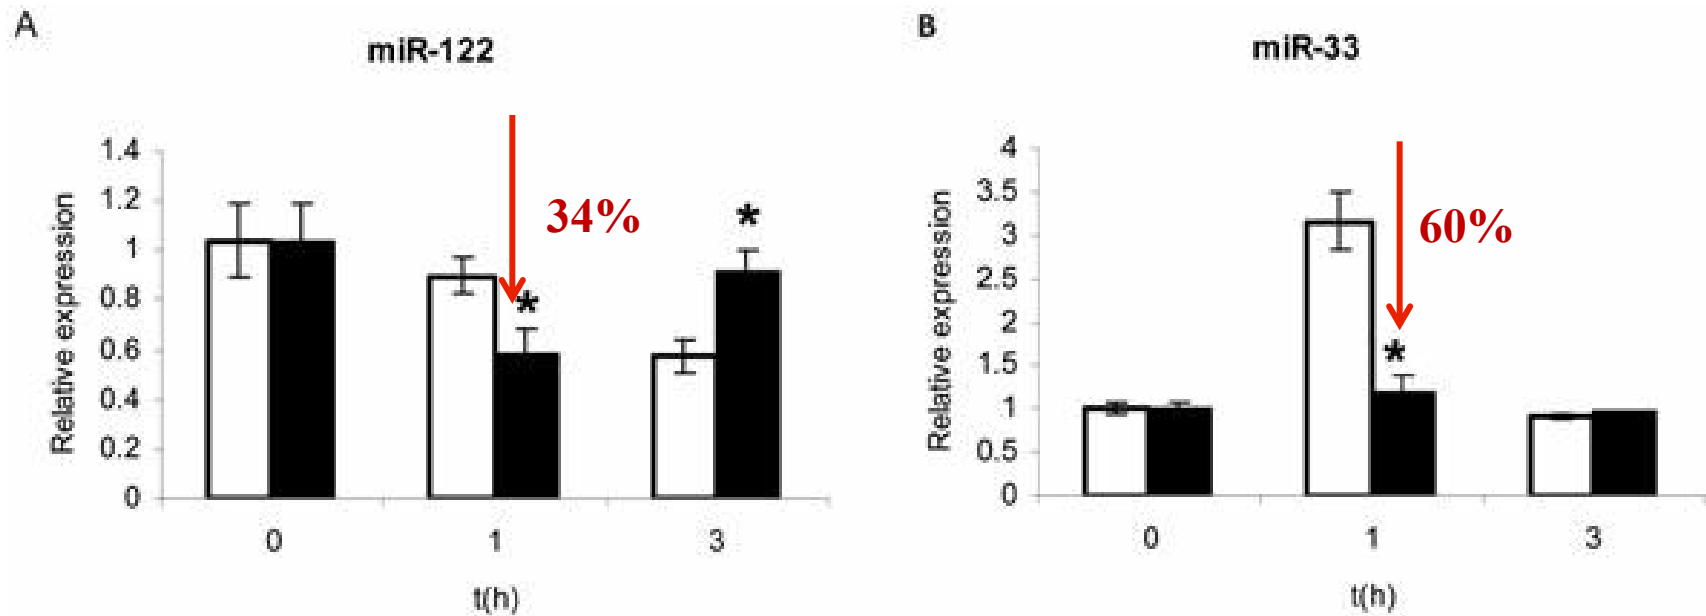 A
miR-122
Relative expression
1.4
1.2
1
0.8
0.6
0.4
0.2
0
34%
*
*
0 1 3
t(h)
B
miR-33
Relative expression
4
3.5
3
2.5
2
1.5
1
0.5
0
60%
*
0 1 3
t(h)